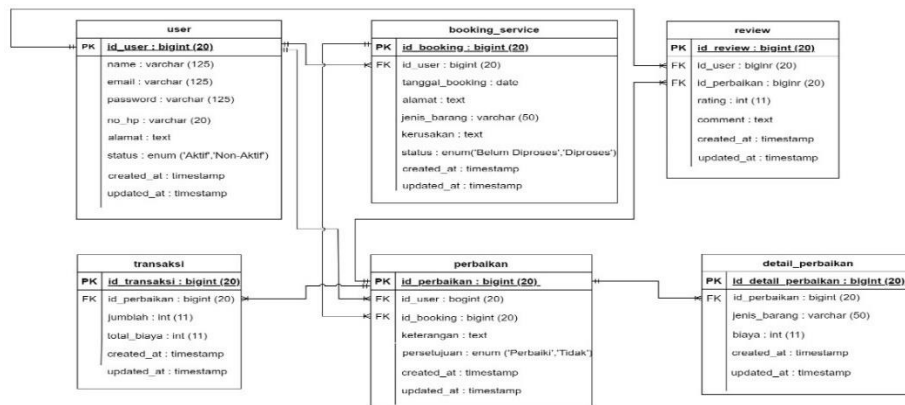 user
PK id_user : bigint (20)
name : varchar (125)
email : varchar (125)
password : varchar (125)
no_hp : varchar (20)
alamat : text
status : enum ('Aktif','Non-Aktif')
created_at : timestamp
updated_at : timestamp
booking_service
PK id_booking : bigint (20)
FK id_user : bigint (20)
tanggal_booking : date
alamat : text
jenis_barang : varchar (50)
kerusakan : text
status : enum('Belum Diproses','Diproses')
created_at : timestamp
updated_at : timestamp
review
PK id_review : bigint (20)
FK id_user : biginr (20)
FK id_perbaikan : biginr (20)
rating : int (11)
comment : text
created_at : timestamp
updated_at : timestamp
transaksi
PK id_transaksi : bigint (20)
FK id_perbaikan : bigint (20)
jumblah : int (11)
total_biaya : int (11)
created_at : timestamp
updated_at : timestamp
perbaikan
PK id_perbaikan : bigint (20)
FK id_user : bogint (20)
FK id_booking : bigint (20)
keterangan : text
persetujuan : enum ('Perbaiki','Tidak')
created_at : timestamp
updated_at : timestamp
detail_perbaikan
PK id_detail_perbaikan : bigint (20)
FK id_perbaikan : bigint (20)
jenis_barang : varchar (50)
biaya : int (11)
created_at : timestamp
updated_at : timestamp